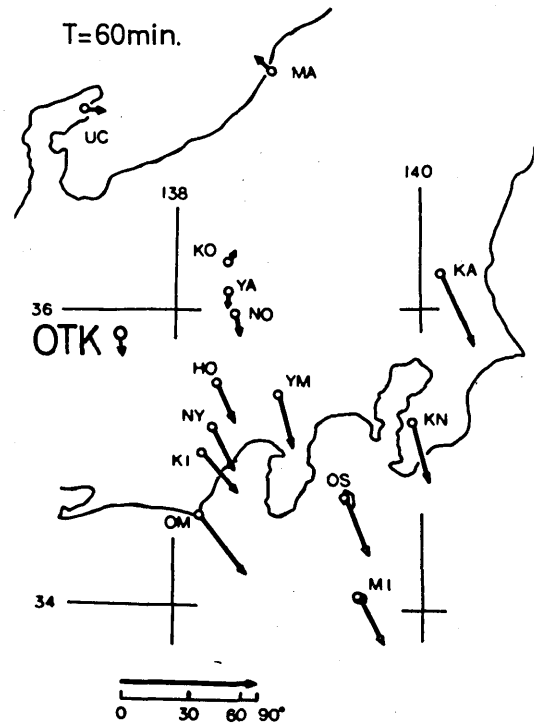 T=60min.
MA
UC
138
140
KO
KA
YA
36
NO
OTK
HO
YM
NY
KN
KI
OS
OM
MI
34
0 30 60 90°